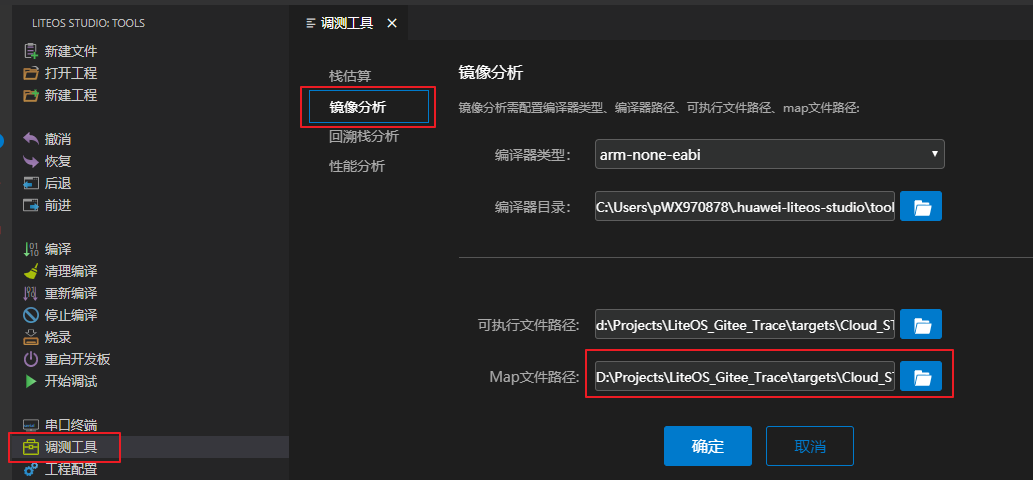 LITEOS STUDIO: TOOLS
新建文件
打开工程
新建工程
撤消
恢复
后退
前进
编译
清理编译
重新编译
停止编译
烧录
重启开发板
开始调试
串口终端
调测工具
工程配置
调测工具
栈估算
镜像分析
回溯栈分析
性能分析
镜像分析
镜像分析需配置编译器类型、编译器路径、可执行文件路径、map文件路径:
编译器类型: arm-none-eabi
编译器目录: C:\Users\pWX970878\.huawei-liteos-studio\tool
可执行文件路径: d:\Projects\LiteOS_Gitee_Trace\targets\Cloud_ST
Map文件路径: D:\Projects\LiteOS_Gitee_Trace\targets\Cloud_ST
确定 取消